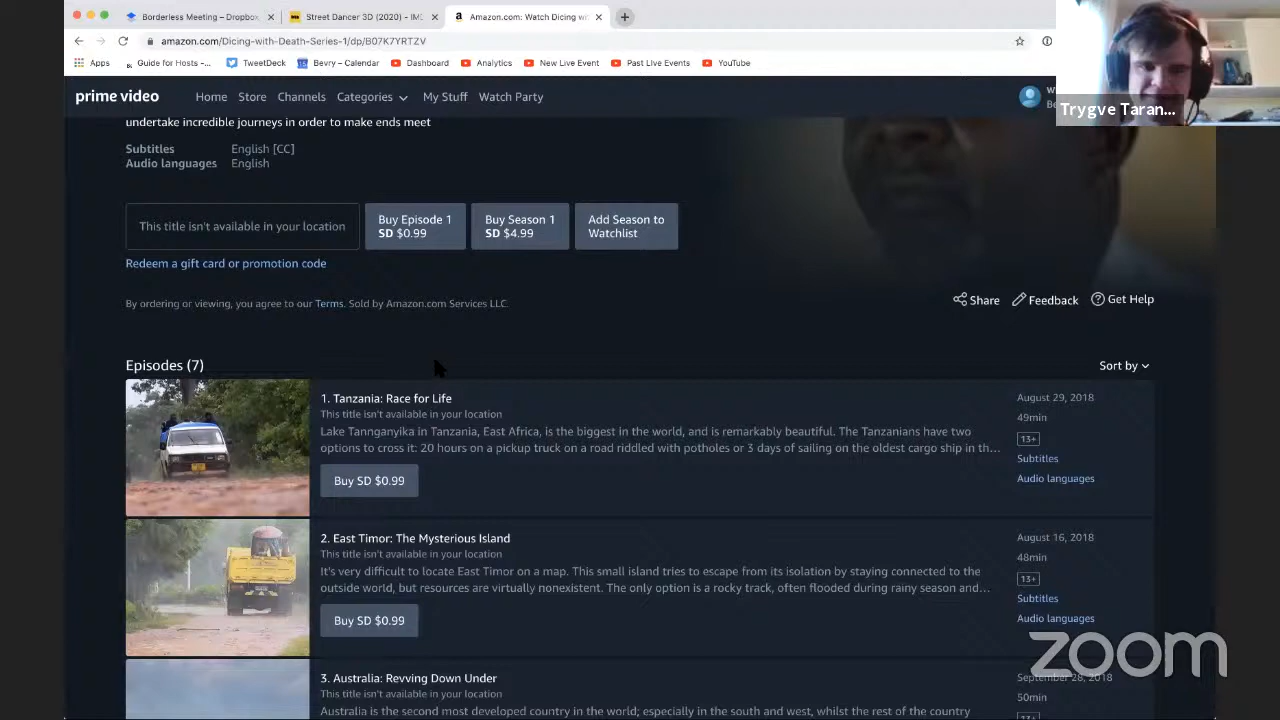 Borderless Meeting – Dropbox
Street Dancer 3D (2020) - IMD
Amazon.com: Watch Dicing wi
amazon.com/Dicing-with-Death-Series-1/dp/B07K7YRTZV
Apps
Guide for Hosts -...
TweetDeck
Bevry – Calendar
Dashboard
Analytics
New Live Event
Past Live Events
YouTube
prime video
Home
Store
Channels
Categories
My Stuff
Watch Party
Trygve Taran...
undertake incredible journeys in order to make ends meet
Subtitles English [CC]
Audio languages English
This title isn't available in your location
Buy Episode 1
SD $0.99
Buy Season 1
SD $4.99
Add Season to
Watchlist
Redeem a gift card or promotion code
By ordering or viewing, you agree to our Terms. Sold by Amazon.com Services LLC.
Share
Feedback
Get Help
Episodes (7)
Sort by
1. Tanzania: Race for Life
This title isn't available in your location
Lake Tannganyika in Tanzania, East Africa, is the biggest in the world, and is remarkably beautiful. The Tanzanians have two
options to cross it: 20 hours on a pickup truck on a road riddled with potholes or 3 days of sailing on the oldest cargo ship in th...
Buy SD $0.99
August 29, 2018
49min
13+
Subtitles
Audio languages
2. East Timor: The Mysterious Island
This title isn't available in your location
It's very difficult to locate East Timor on a map. This small island tries to escape from its isolation by staying connected to the
outside world, but resources are virtually nonexistent. The only option is a rocky track, often flooded during rainy season and...
Buy SD $0.99
August 16, 2018
48min
13+
Subtitles
Audio languages
zoom
3. Australia: Revving Down Under
This title isn't available in your location
Australia is the second most developed country in the world; especially in the south and west, whilst the rest of the country
September 28, 2018
50min
13+